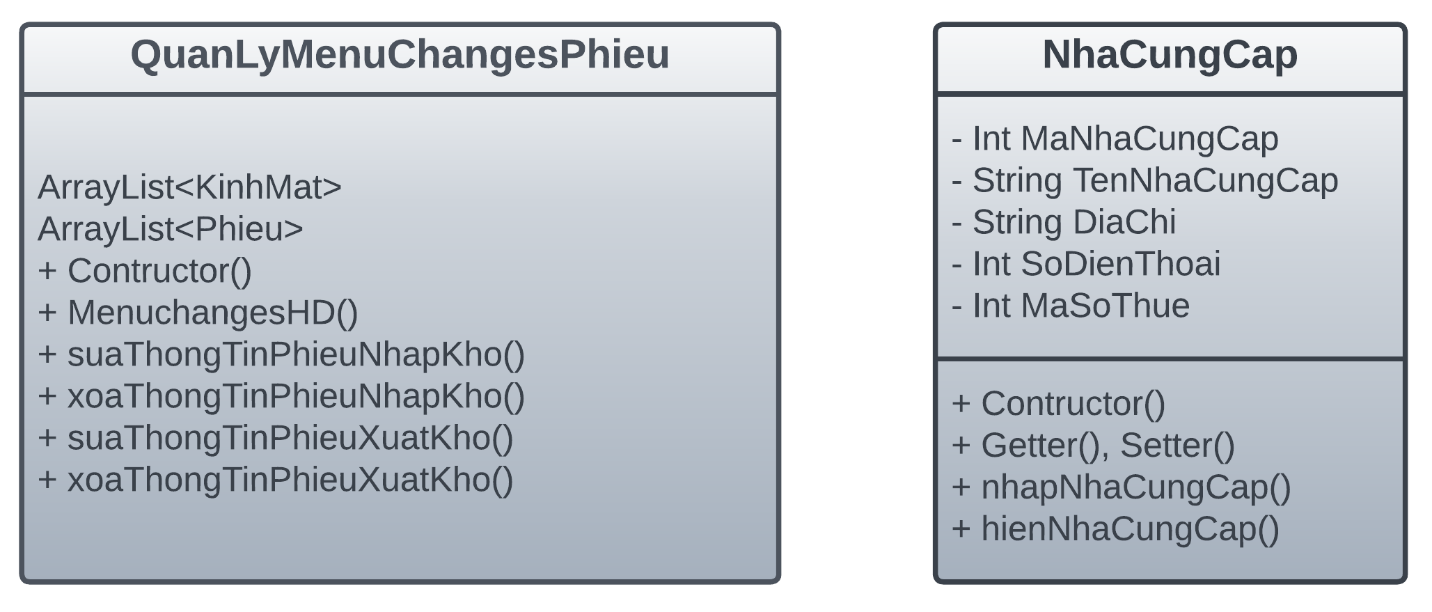 QuanLyMenuChangesPhieu
ArrayList<KinhMat>
ArrayList<Phieu>
+ Contructor()
+ MenuchangesHD()
+ suaThongTinPhieuNhapKho()
+ xoaThongTinPhieuNhapKho()
+ suaThongTinPhieuXuatKho()
+ xoaThongTinPhieuXuatKho()
NhaCungCap
- Int MaNhaCungCap
- String TenNhaCungCap
- String DiaChi
- Int SoDienThoai
- Int MaSoThue
+ Contructor()
+ Getter(), Setter()
+ nhapNhaCungCap()
+ hienNhaCungCap()